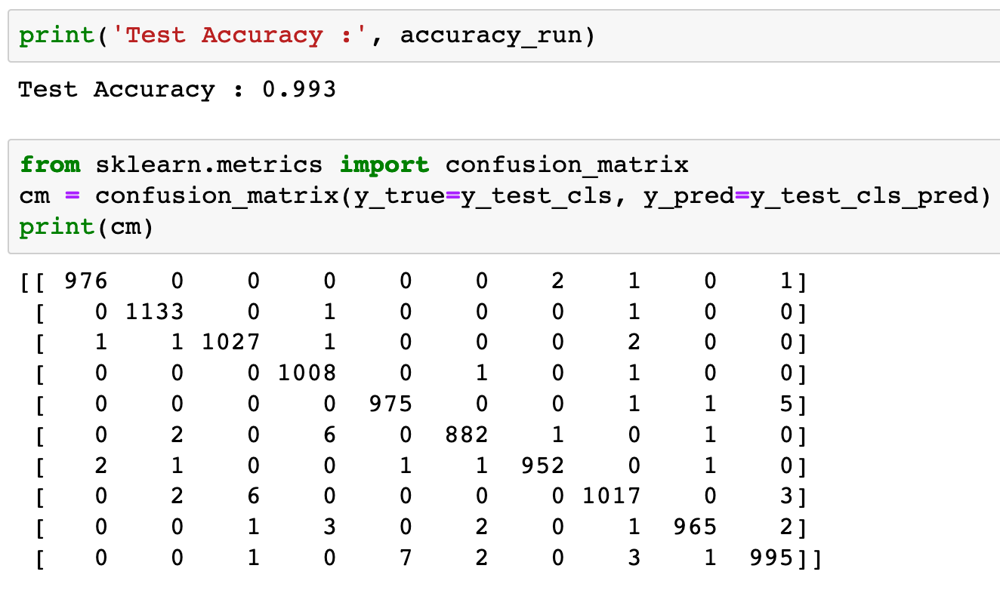 print('Test Accuracy :', accuracy_run)
Test Accuracy : 0.993
from sklearn.metrics import confusion_matrix
cm = confusion_matrix(y_true=y_test_cls, y_pred=y_test_cls_pred)
print(cm)
[[ 976    0    0    0    0    0    2    1    0    1]
 [   0 1133    0    1    0    0    0    1    0    0]
 [   1    1 1027    1    0    0    0    2    0    0]
 [   0    0    0 1008    0    1    0    1    0    0]
 [   0    0    0    0  975    0    0    1    1    5]
 [   0    2    0    6    0  882    1    0    1    0]
 [   2    1    0    0    1    1  952    0    1    0]
 [   0    2    6    0    0    0    0 1017    0    3]
 [   0    0    1    3    0    2    0    1  965    2]
 [   0    0    1    0    7    2    0    3    1  995]]